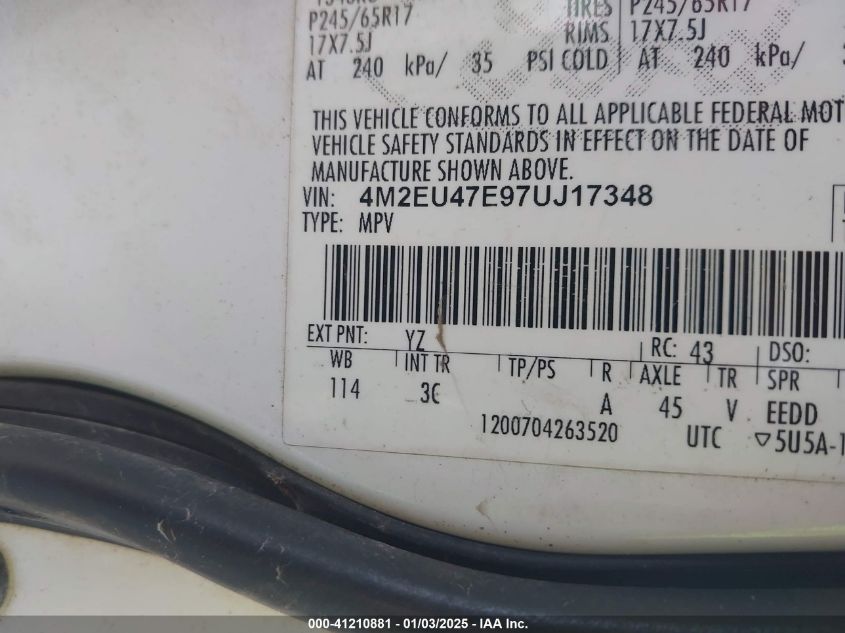 P245/65R17 TIRES P245/65R17
17X7.5J RIMS 17X7.5J
AT 240 kPa/ 35 PSI COLD AT 240 kPa/
THIS VEHICLE CONFORMS TO ALL APPLICABLE FEDERAL MOT
VEHICLE SAFETY STANDARDS IN EFFECT ON THE DATE OF
MANUFACTURE SHOWN ABOVE.
VIN: 4M2EU47E97UJ17348
TYPE: MPV
EXT PNT: YZ RC: 43 DSO:
WB INT TR TP/PS R AXLE TR SPR
114 3C A 45 V EEDD
1200704263520 UTC ▽5U5A-1
000-41210881 - 01/03/2025 - IAA Inc.